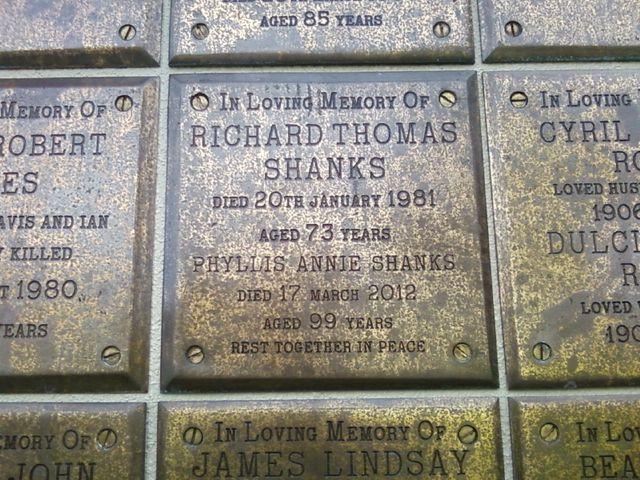 AGED 85 YEARS
MEMORY OF
ROBERT
ES
AVIS AND IAN
KILLED
1980
YEARS
IN LOVING MEMORY OF
RICHARD THOMAS
SHANKS
DIED 20TH JANUARY 1981
AGED 73 YEARS
PHYLLIS ANNIE SHANKS
DIED 17 MARCH 2012
AGED 99 YEARS
REST TOGETHER IN PEACE
IN LOVING
CYRIL
RO
LOVED HUS
1906
DULCI
R
LOVED
190
EMORY OF
JOHN
IN LOVING MEMORY OF
JAMES LINDSAY
IN LOV
BEA